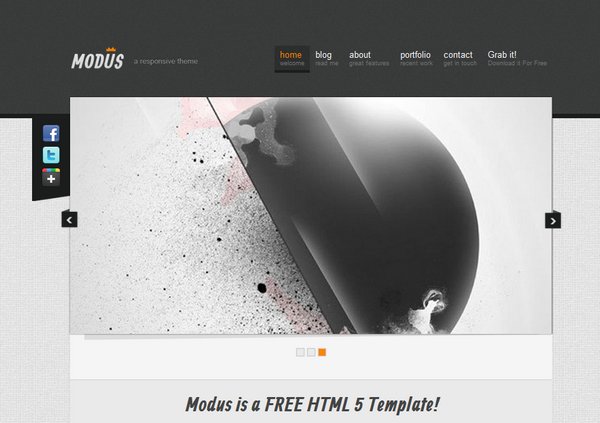 MODUS a responsive theme
home blog about portfolio contact Grab it!
welcome read me great features recent work get in touch Download it For Free
Modus is a FREE HTML 5 Template!